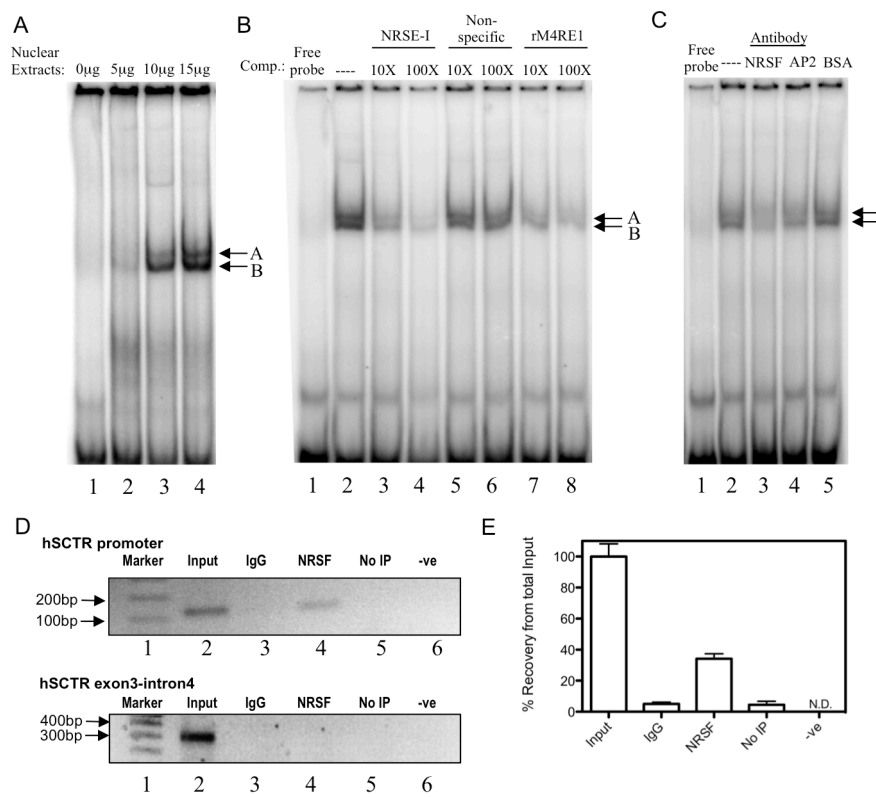 A
Nuclear
Extracts: 0µg 5µg 10µg 15µg
A
B
1 2 3 4
B
Non-
Free NRSE-I specific rM4RE1
Comp.: probe ---- 10X 100X 10X 100X 10X 100X
A
B
1 2 3 4 5 6 7 8
C
Antibody
Free
probe ---- NRSF AP2 BSA
1 2 3 4 5
D
hSCTR promoter
Marker Input IgG NRSF No IP -ve
200bp
100bp
1 2 3 4 5 6
hSCTR exon3-intron4
Marker Input IgG NRSF No IP -ve
400bp
300bp
1 2 3 4 5 6
E
% Recovery from total Input
100
80
60
40
20
0
N.D.
Input IgG NRSF No IP -ve